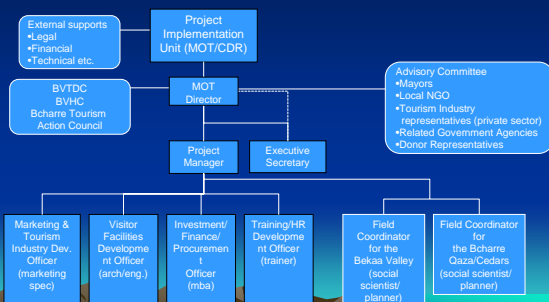 External supports
•Legal
•Financial
•Technical etc.
Project
Implementation
Unit (MOT/CDR)
BVTDC
BVHC
Bcharre Tourism
Action Council
MOT
Director
Advisory Committee
•Mayors
•Local NGO
•Tourism Industry
representatives (private sector)
•Related Government Agencies
•Donor Representatives
Project
Manager
Executive
Secretary
Marketing &
Tourism
Industry Dev.
Officer
(marketing
spec)
Visitor
Facilities
Developme
nt Officer
(arch/eng.)
Investment/
Finance/
Procuremen
t
Officer
(mba)
Training/HR
Developme
nt Officer
(trainer)
Field
Coordinator
for the
Bekaa Valley
(social
scientist/
planner)
Field Coordinator
for
the Bcharre
Qaza/Cedars
(social scientist/
planner)